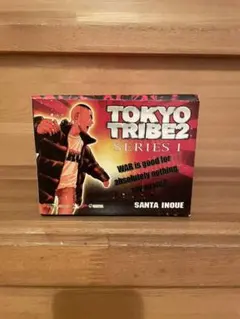 TOKYO
TRIBE2
SERIES 1
WAR is good for
absolutely nothing
SANTA INOUE